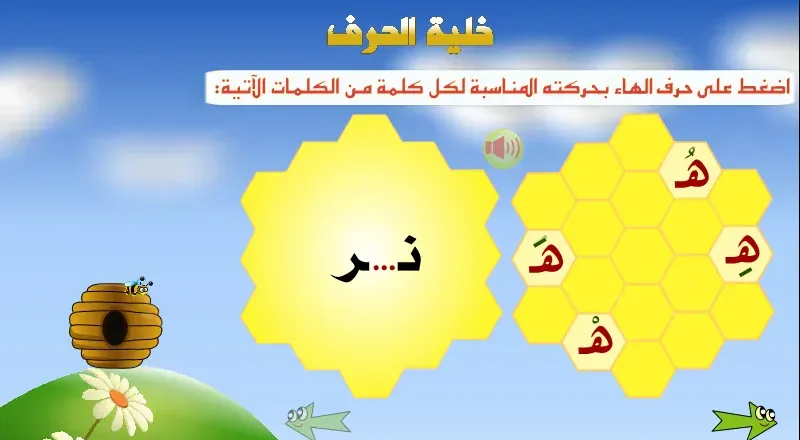 خلية الحرف
اضغط على حرف الهاء بحركته المناسبة لكل كلمة من الكلمات الآتية:
نـ...ـر
هُـ
هَـ
هِـ
هْـ